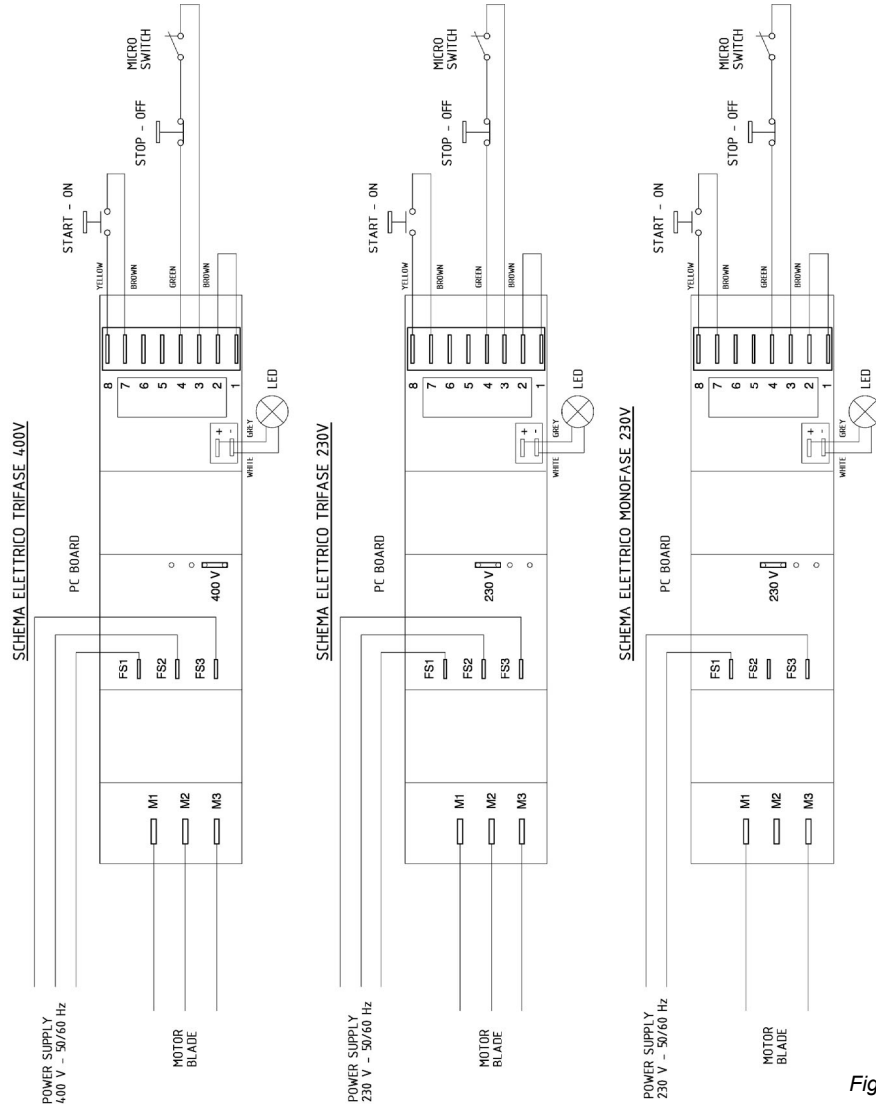 SCHEMA ELETTRICO TRIFASE 400V
POWER SUPPLY
400 V - 50/60 Hz
MOTOR
BLADE
M1
M2
M3
FS1
FS2
FS3
PC BOARD
400 V
WHITE
GREY
+
-
LED
8
7
6
5
4
3
2
1
YELLOW
BROWN
GREEN
BROWN
START - ON
STOP - OFF
MICRO
SWITCH
SCHEMA ELETTRICO TRIFASE 230V
POWER SUPPLY
230 V - 50/60 Hz
MOTOR
BLADE
M1
M2
M3
FS1
FS2
FS3
PC BOARD
230 V
WHITE
GREY
+
-
LED
8
7
6
5
4
3
2
1
YELLOW
BROWN
GREEN
BROWN
START - ON
STOP - OFF
MICRO
SWITCH
SCHEMA ELETTRICO MONOFASE 230V
POWER SUPPLY
230 V - 50/60 Hz
MOTOR
BLADE
M1
M2
M3
FS1
FS2
FS3
PC BOARD
230 V
WHITE
GREY
+
-
LED
8
7
6
5
4
3
2
1
YELLOW
BROWN
GREEN
BROWN
START - ON
STOP - OFF
MICRO
SWITCH
Fig